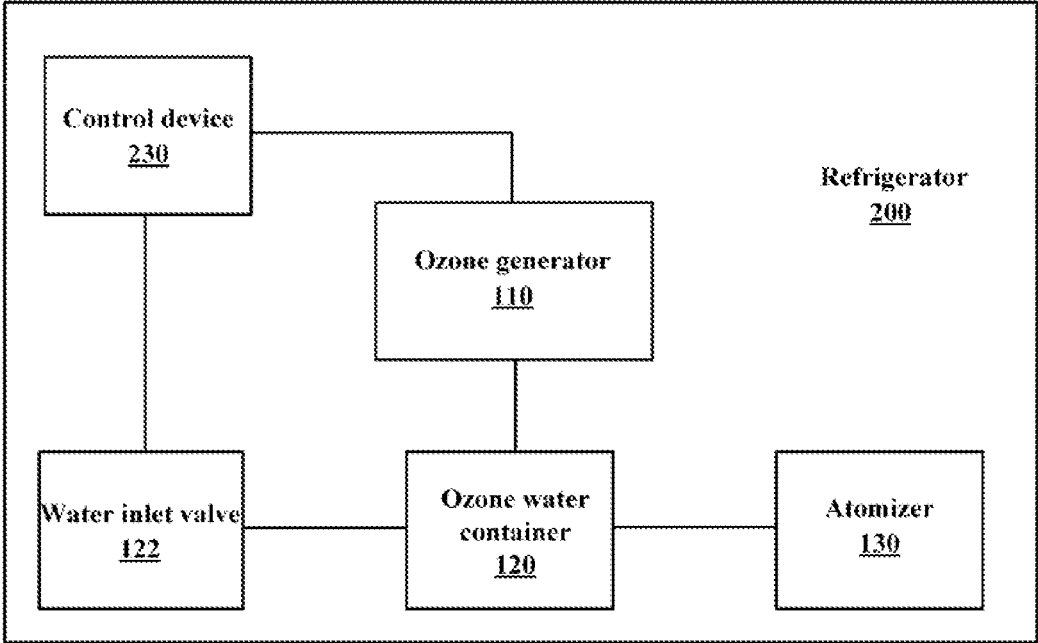 Control device
230
Refrigerator
200
Ozone generator
110
Water inlet valve
122
Ozone water
container
120
Atomizer
130